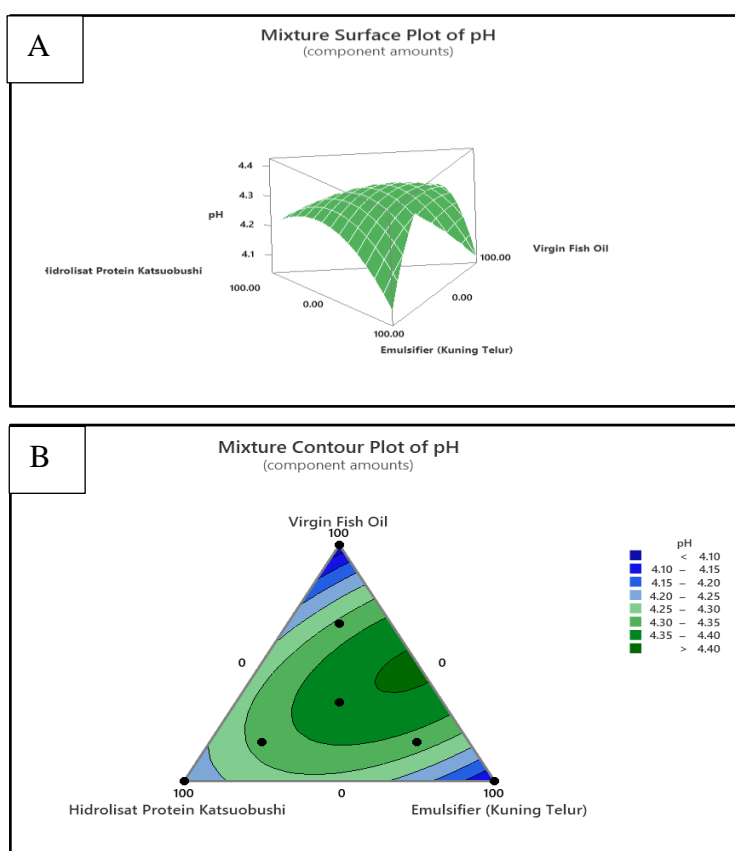 A
Mixture Surface Plot of pH
(component amounts)
4.4
4.3
pH
4.2
4.1
Virgin Fish Oil
100.00
Hidrolisat Protein Katsuobushi
100.00
0.00
0.00
100.00
Emulsifier (Kuning Telur)
B
Mixture Contour Plot of pH
(component amounts)
Virgin Fish Oil
100
pH
< 4.10
4.10 – 4.15
4.15 – 4.20
4.20 – 4.25
4.25 – 4.30
4.30 – 4.35
4.35 – 4.40
> 4.40
0
0
100
0
100
Hidrolisat Protein Katsuobushi
Emulsifier (Kuning Telur)